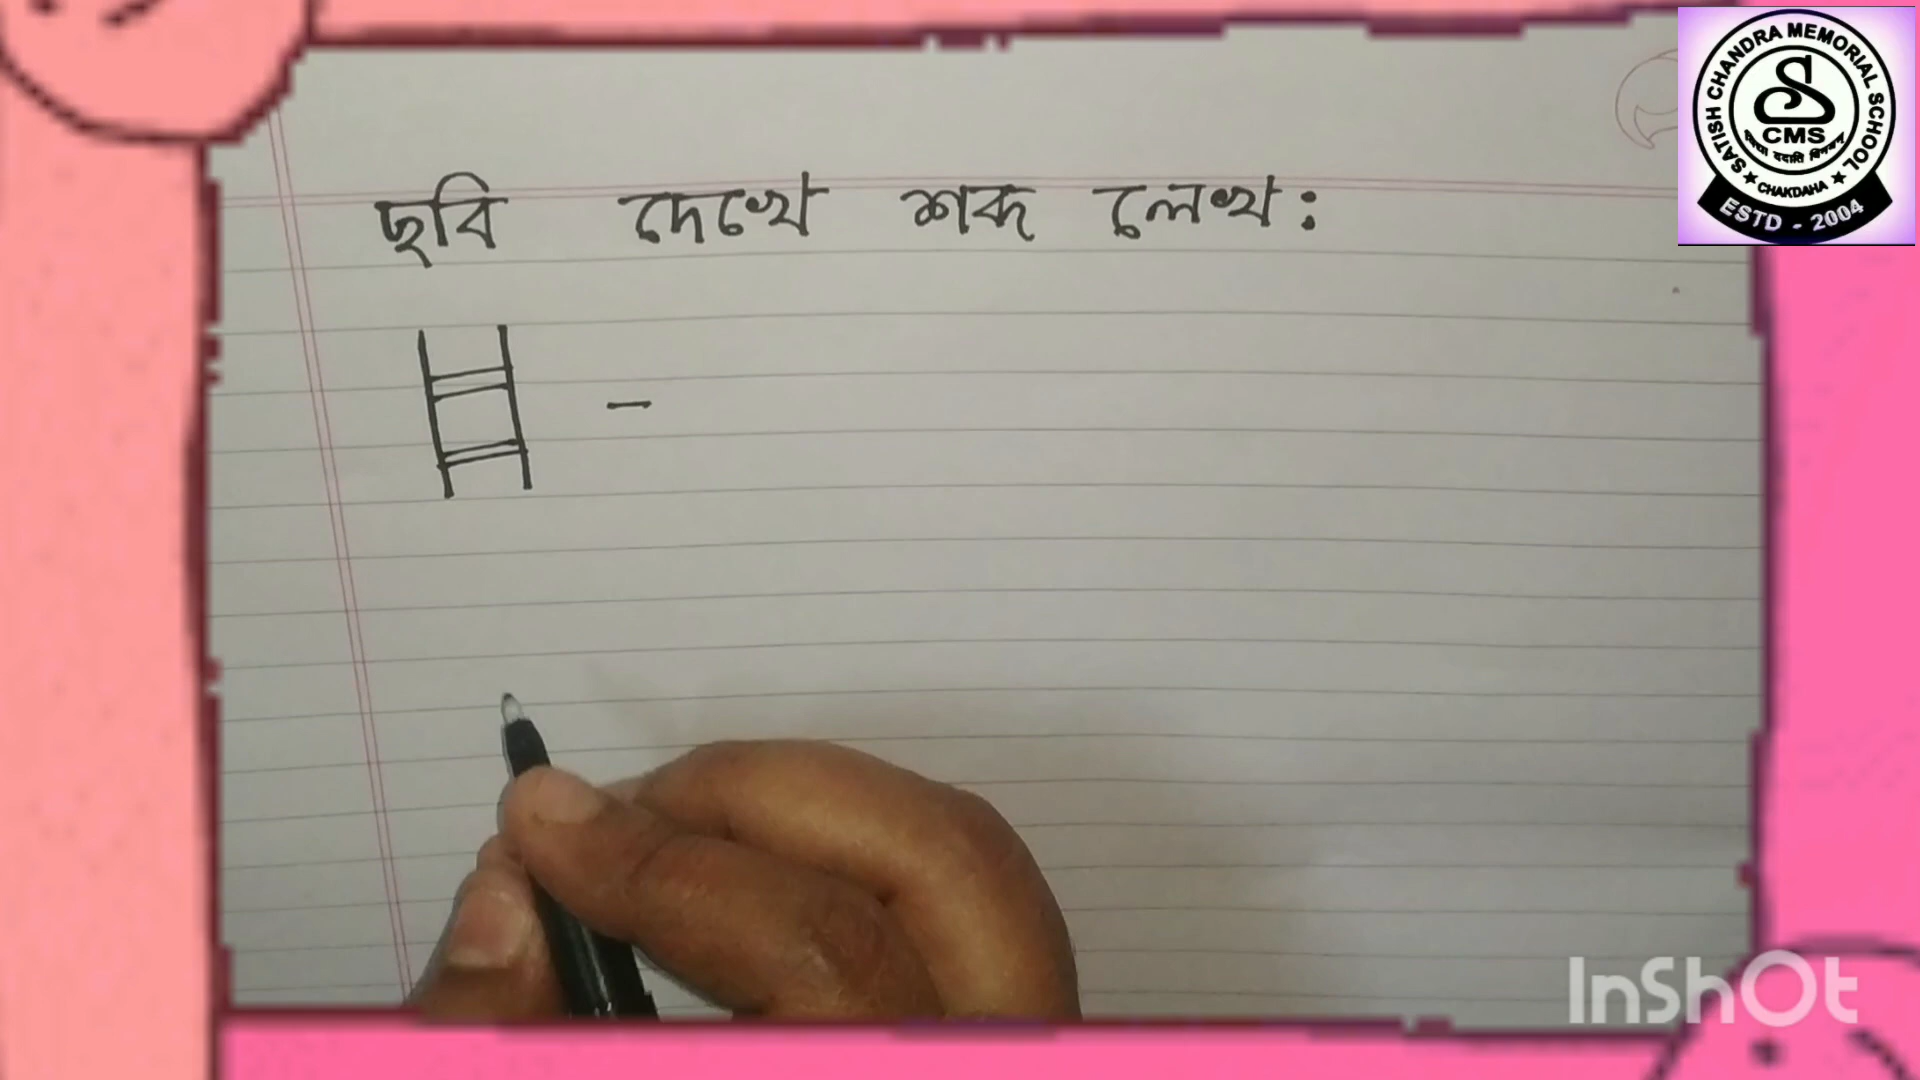 ছবি দেখে শব্দ লেখ:
-
SATISH CHANDRA MEMORIAL SCHOOL
S
CMS
★ CHAKDAHA ★
ESTD - 2004
InShOt